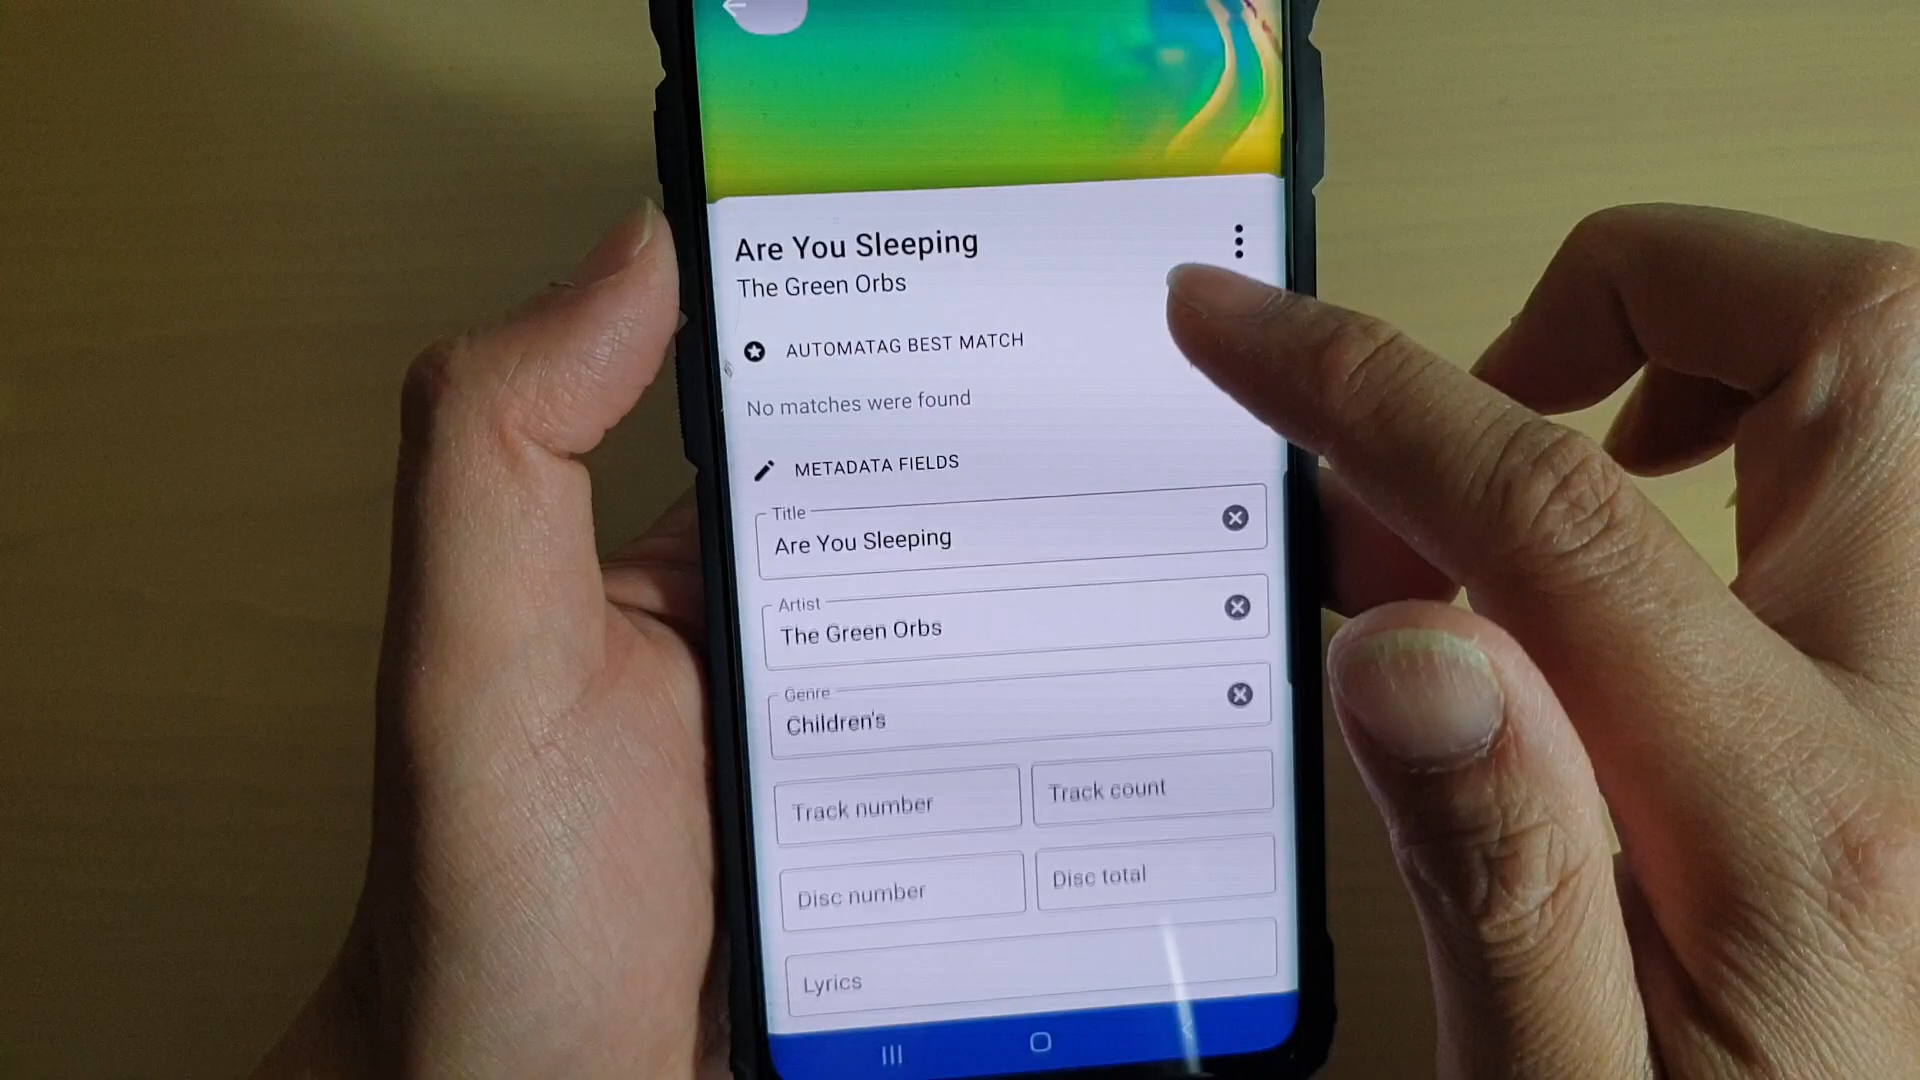 Are You Sleeping
The Green Orbs
AUTOMATAG BEST MATCH
No matches were found
METADATA FIELDS
Title
Are You Sleeping
Artist
The Green Orbs
Genre
Children's
Track number
Track count
Disc number
Disc total
Lyrics